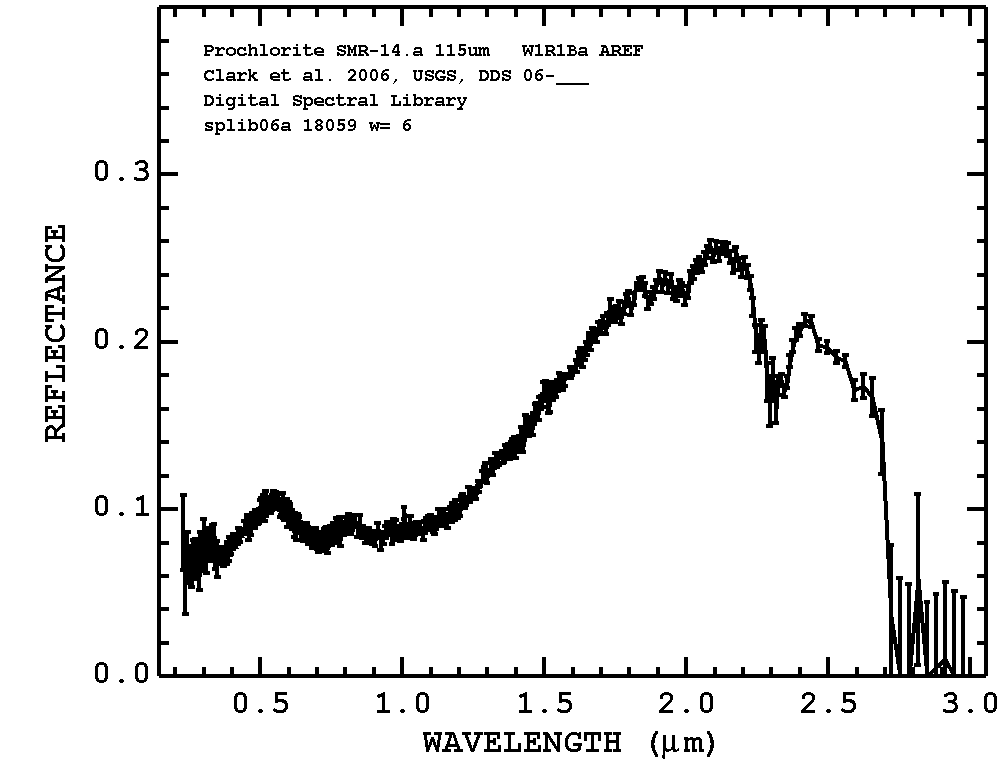 Prochlorite SMR-14.a 115um W1R1Ba AREF
Clark et al. 2006, USGS, DDS 06-___
Digital Spectral Library
splib06a 18059 w= 6
0.3
0.2
0.1
0.0
REFLECTANCE
0.5 1.0 1.5 2.0 2.5 3.0
WAVELENGTH (μm)